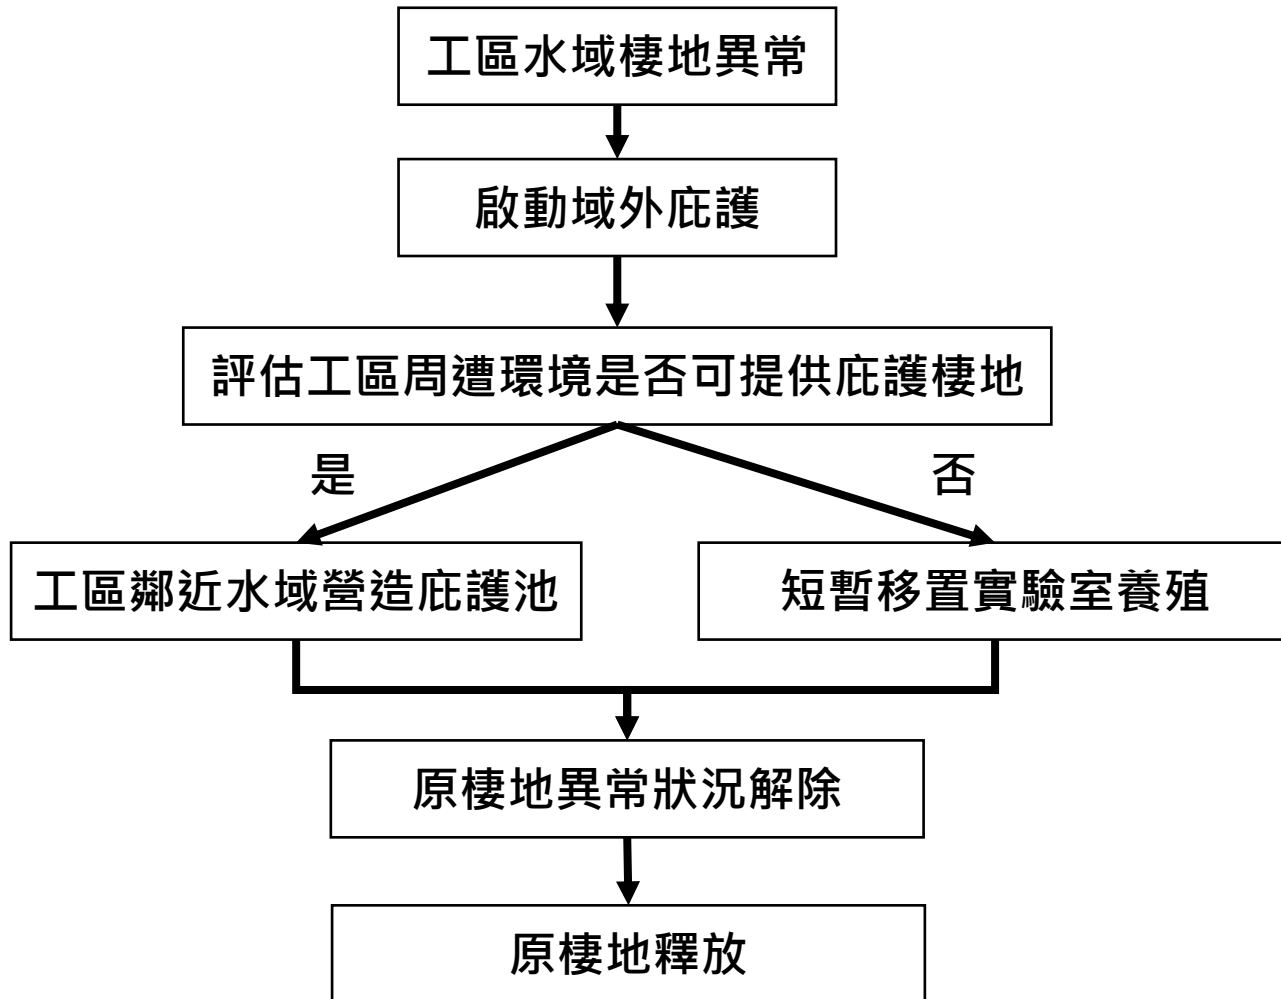 工區水域棲地異常
啟動域外庇護
評估工區周遭環境是否可提供庇護棲地
是
否
工區鄰近水域營造庇護池
短暫移置實驗室養殖
原棲地異常狀況解除
原棲地釋放